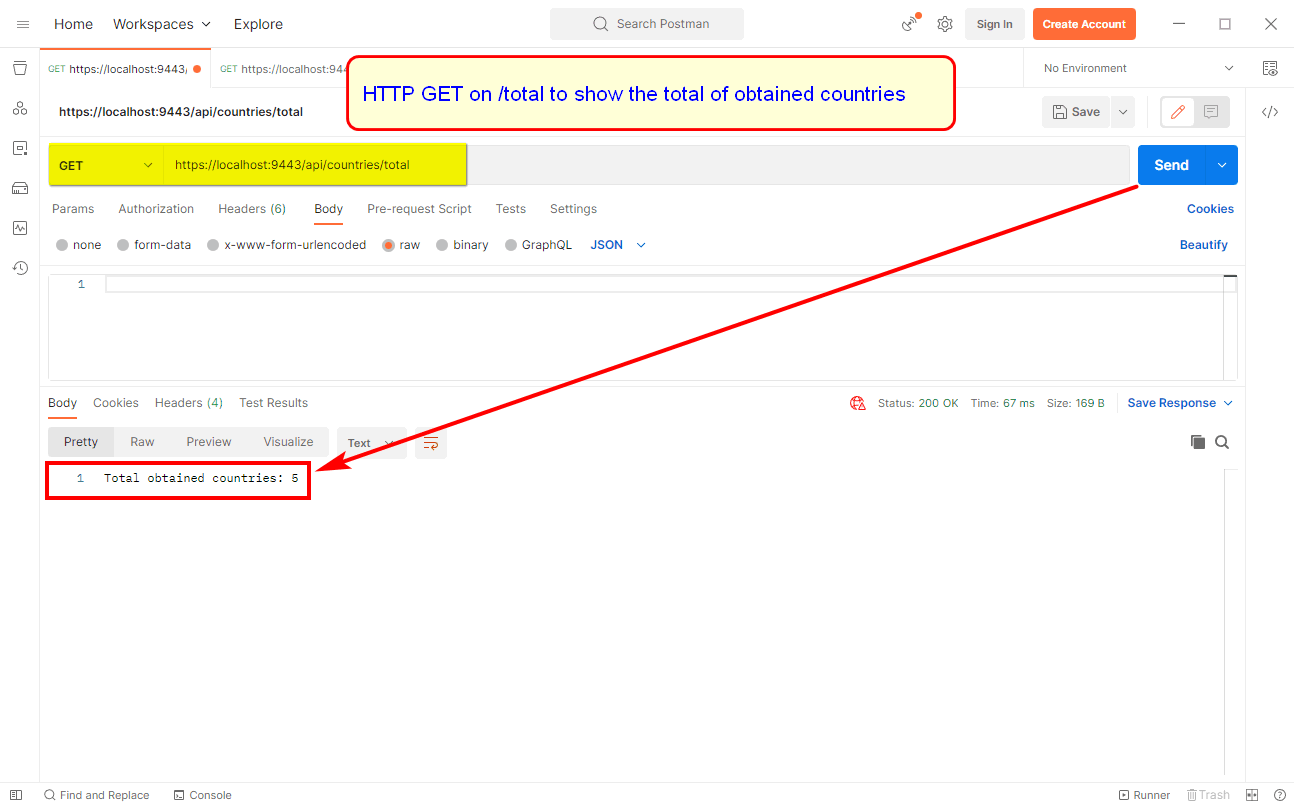 Home Workspaces Explore Search Postman Sign In Create Account
GET https://localhost:9443/ GET https://localhost:944 No Environment
HTTP GET on /total to show the total of obtained countries
https://localhost:9443/api/countries/total Save
GET https://localhost:9443/api/countries/total Send
Params Authorization Headers (6) Body Pre-request Script Tests Settings Cookies
none form-data x-www-form-urlencoded raw binary GraphQL JSON Beautify
1
Body Cookies Headers (4) Test Results Status: 200 OK Time: 67 ms Size: 169 B Save Response
Pretty Raw Preview Visualize Text
1 Total obtained countries: 5
Find and Replace Console Runner Trash